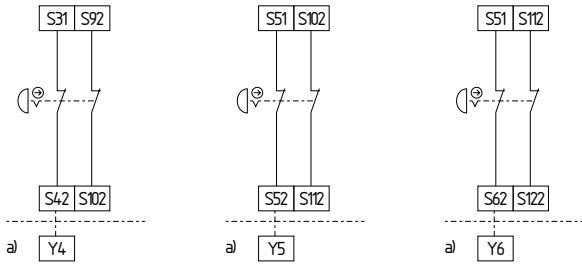 S31 S92 S51 S102 S51 S112
S42 S102 S52 S112 S62 S122
a) Y4 a) Y5 a) Y6